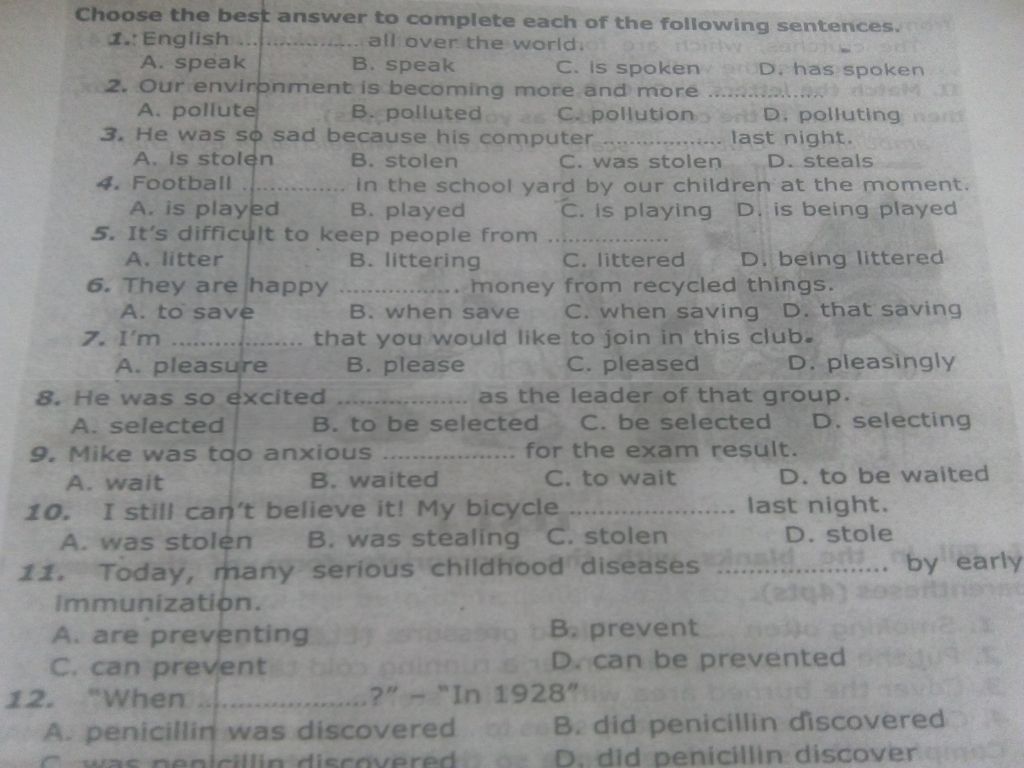 Choose the best answer to complete each of the following sentences.
1. English .................. all over the world.
A. speak B. speak C. is spoken D. has spoken
2. Our environment is becoming more and more ..................
A. pollute B. polluted C. pollution D. polluting
3. He was so sad because his computer .................. last night.
A. is stolen B. stolen C. was stolen D. steals
4. Football ............... in the school yard by our children at the moment.
A. is played B. played C. is playing D. is being played
5. It's difficult to keep people from ..................
A. litter B. littering C. littered D. being littered
6. They are happy .................. money from recycled things.
A. to save B. when save C. when saving D. that saving
7. I'm ................... that you would like to join in this club.
A. pleasure B. please C. pleased D. pleasingly
8. He was so excited .................. as the leader of that group.
A. selected B. to be selected C. be selected D. selecting
9. Mike was too anxious .................. for the exam result.
A. wait B. waited C. to wait D. to be waited
10. I still can't believe it! My bicycle ...................... last night.
A. was stolen B. was stealing C. stolen D. stole
11. Today, many serious childhood diseases ...................... by early
immunization.
A. are preventing B. prevent
C. can prevent D. can be prevented
12. "When ......................?" – "In 1928"
A. penicillin was discovered B. did penicillin discovered
C. was penicillin discovered D. did penicillin discover